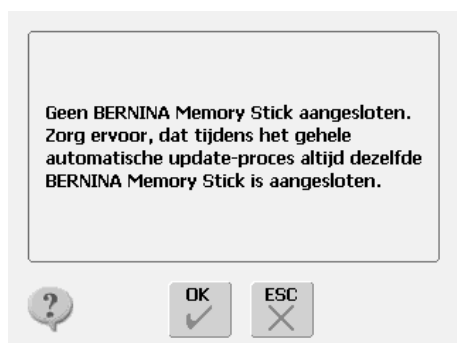 Geen BERNINA Memory Stick aangesloten.
Zorg ervoor, dat tijdens het gehele
automatische update-proces altijd dezelfde
BERNINA Memory Stick is aangesloten.
?
OK
ESC